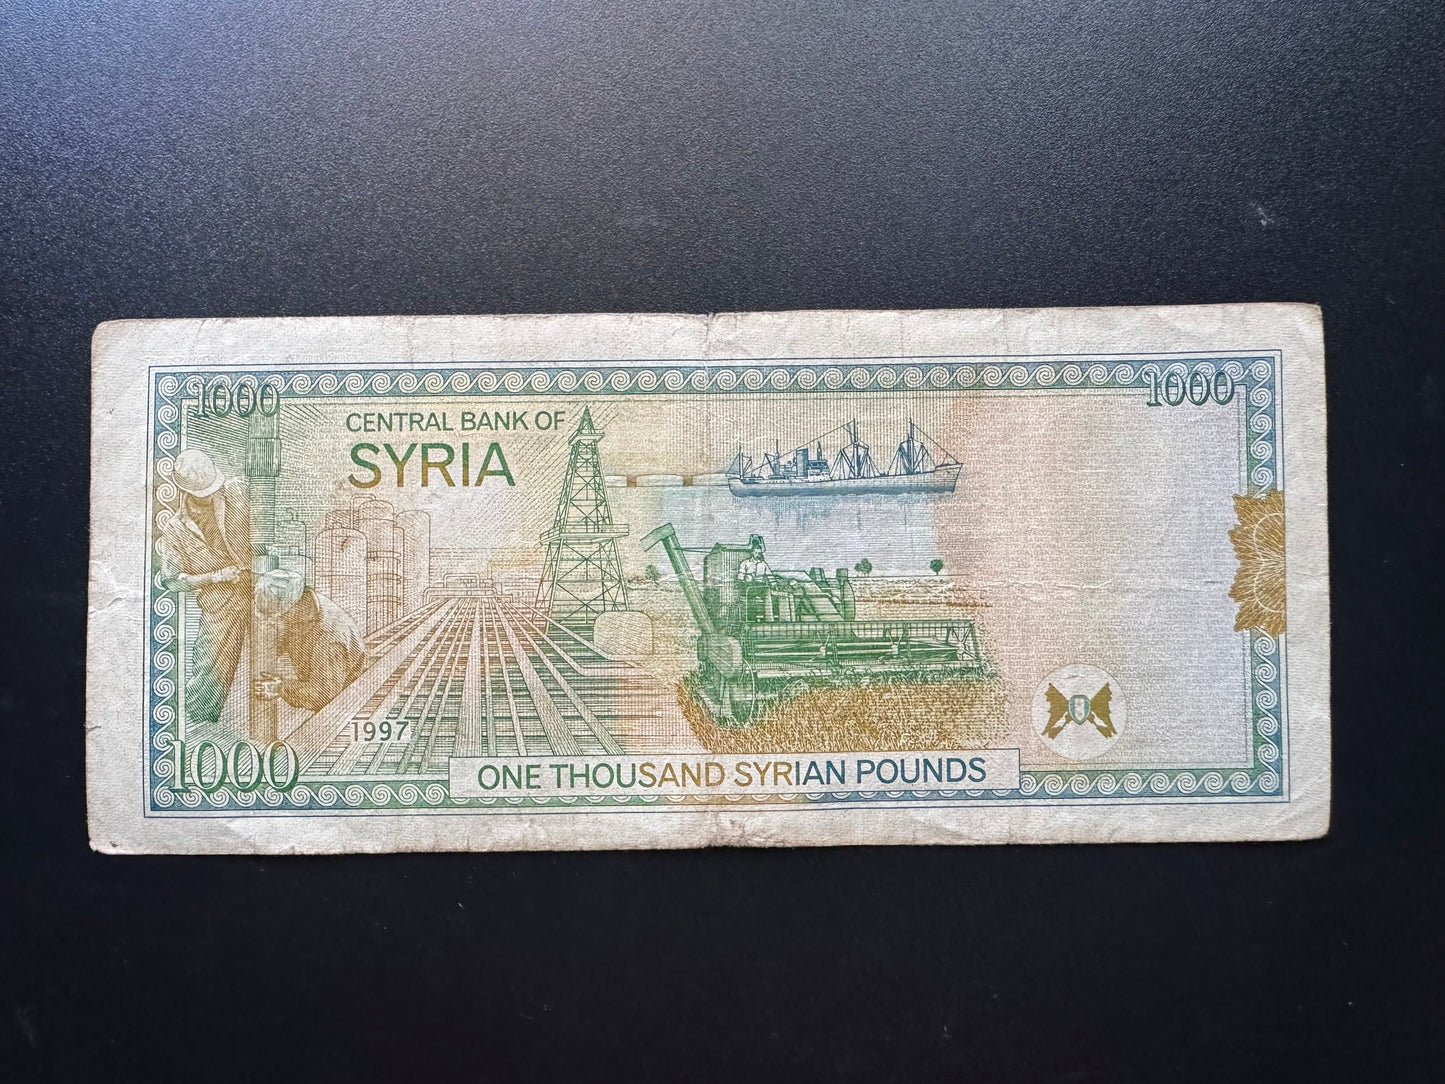 1000
1000
CENTRAL BANK OF
SYRIA
1997
1000
ONE THOUSAND SYRIAN POUNDS